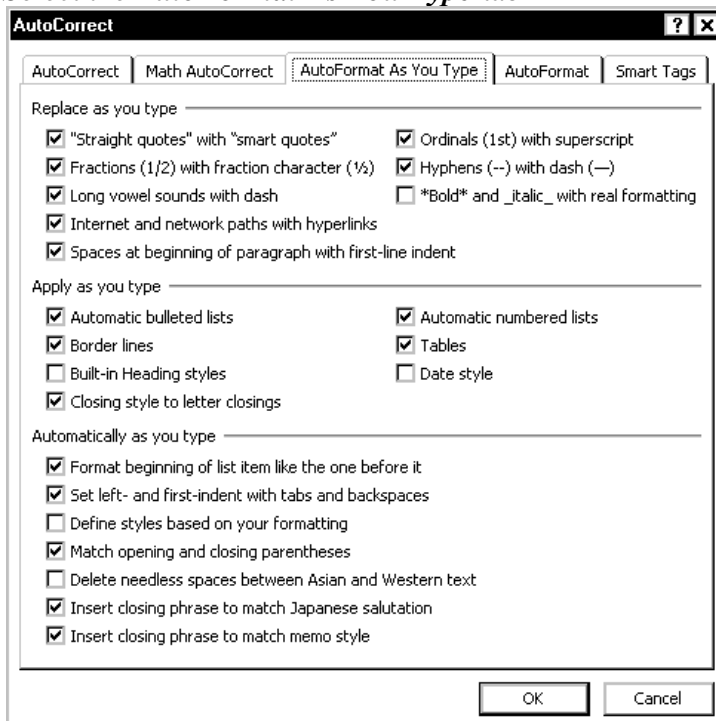 Select the AutoFormat As You Type tab
AutoCorrect
AutoCorrect Math AutoCorrect AutoFormat As You Type AutoFormat Smart Tags
Replace as you type
"Straight quotes" with “smart quotes” Ordinals (1st) with superscript
Fractions (1/2) with fraction character (½) Hyphens (--) with dash (—)
Long vowel sounds with dash *Bold* and _italic_ with real formatting
Internet and network paths with hyperlinks
Spaces at beginning of paragraph with first-line indent
Apply as you type
Automatic bulleted lists Automatic numbered lists
Border lines Tables
Built-in Heading styles Date style
Closing style to letter closings
Automatically as you type
Format beginning of list item like the one before it
Set left- and first-indent with tabs and backspaces
Define styles based on your formatting
Match opening and closing parentheses
Delete needless spaces between Asian and Western text
Insert closing phrase to match Japanese salutation
Insert closing phrase to match memo style
OK Cancel